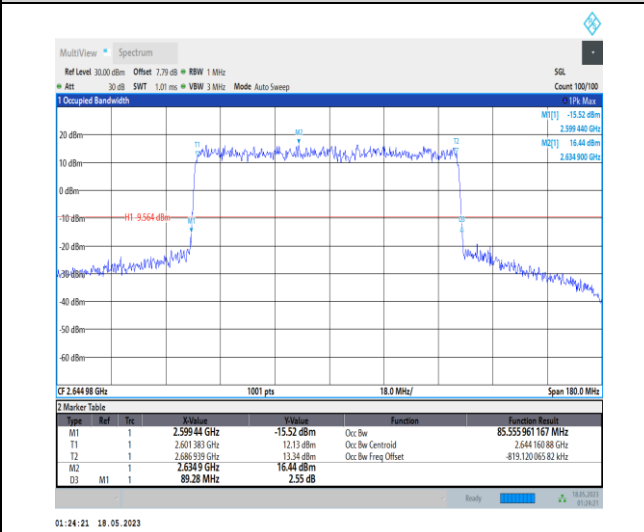 MultiView Spectrum
Ref Level 30.00 dBm Offset 7.79 dB RBW 1 MHz SGL
Att 30 dB SWT 1.01 ms VBW 3 MHz Mode Auto Sweep Count 100/100
1 Occupied Bandwidth 1Pk Max
M1[1] -15.52 dBm
2.599 440 GHz
M2[1] 16.44 dBm
2.634 900 GHz
20 dBm
T1 M2 T2
10 dBm
0 dBm
-10 dBm
H1 -9.564 dBm
M1
-20 dBm
-30 dBm
-40 dBm
-50 dBm
-60 dBm
CF 2.644 98 GHz 1001 pts 18.0 MHz/ Span 180.0 MHz
2 Marker Table
Type Ref Trc X-Value Y-Value Function Function Result
M1 1 2.599 44 GHz -15.52 dBm Occ Bw 85.555 961 167 MHz
T1 1 2.601 383 GHz 12.13 dBm Occ Bw Centroid 2.644 160 88 GHz
T2 1 2.686 939 GHz 13.34 dBm Occ Bw Freq Offset -819.120 065 82 kHz
M2 1 2.634 9 GHz 16.44 dBm
D3 M1 1 89.28 MHz 2.55 dB
Ready 18.05.2023
01:24:21
01:24:21 18.05.2023